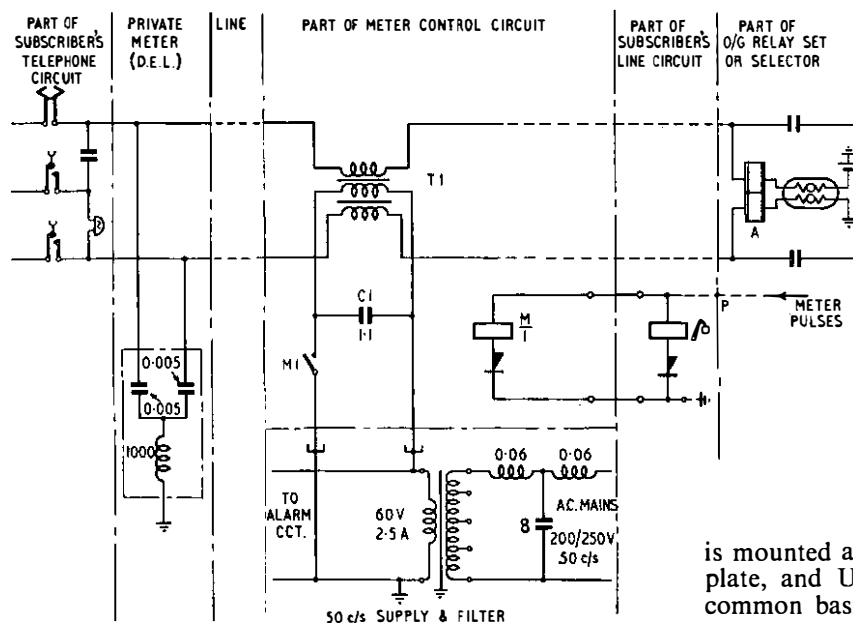 PART OF
SUBSCRIBER'S
TELEPHONE
CIRCUIT
PRIVATE
METER
(D.E.L.)
LINE
PART OF METER CONTROL CIRCUIT
PART OF
SUBSCRIBER'S
LINE CIRCUIT
PART OF
O/G RELAY SET
OR SELECTOR
T1
A
C1
1·1
M1
M
1
P
METER
PULSES
0·005
0·005
1000
TO
ALARM
CCT.
60V
2·5A
0·06
0·06
8
A.C. MAINS
200/250V
50 c/s
50 c/s SUPPLY & FILTER
is mounted a
plate, and U
common bas